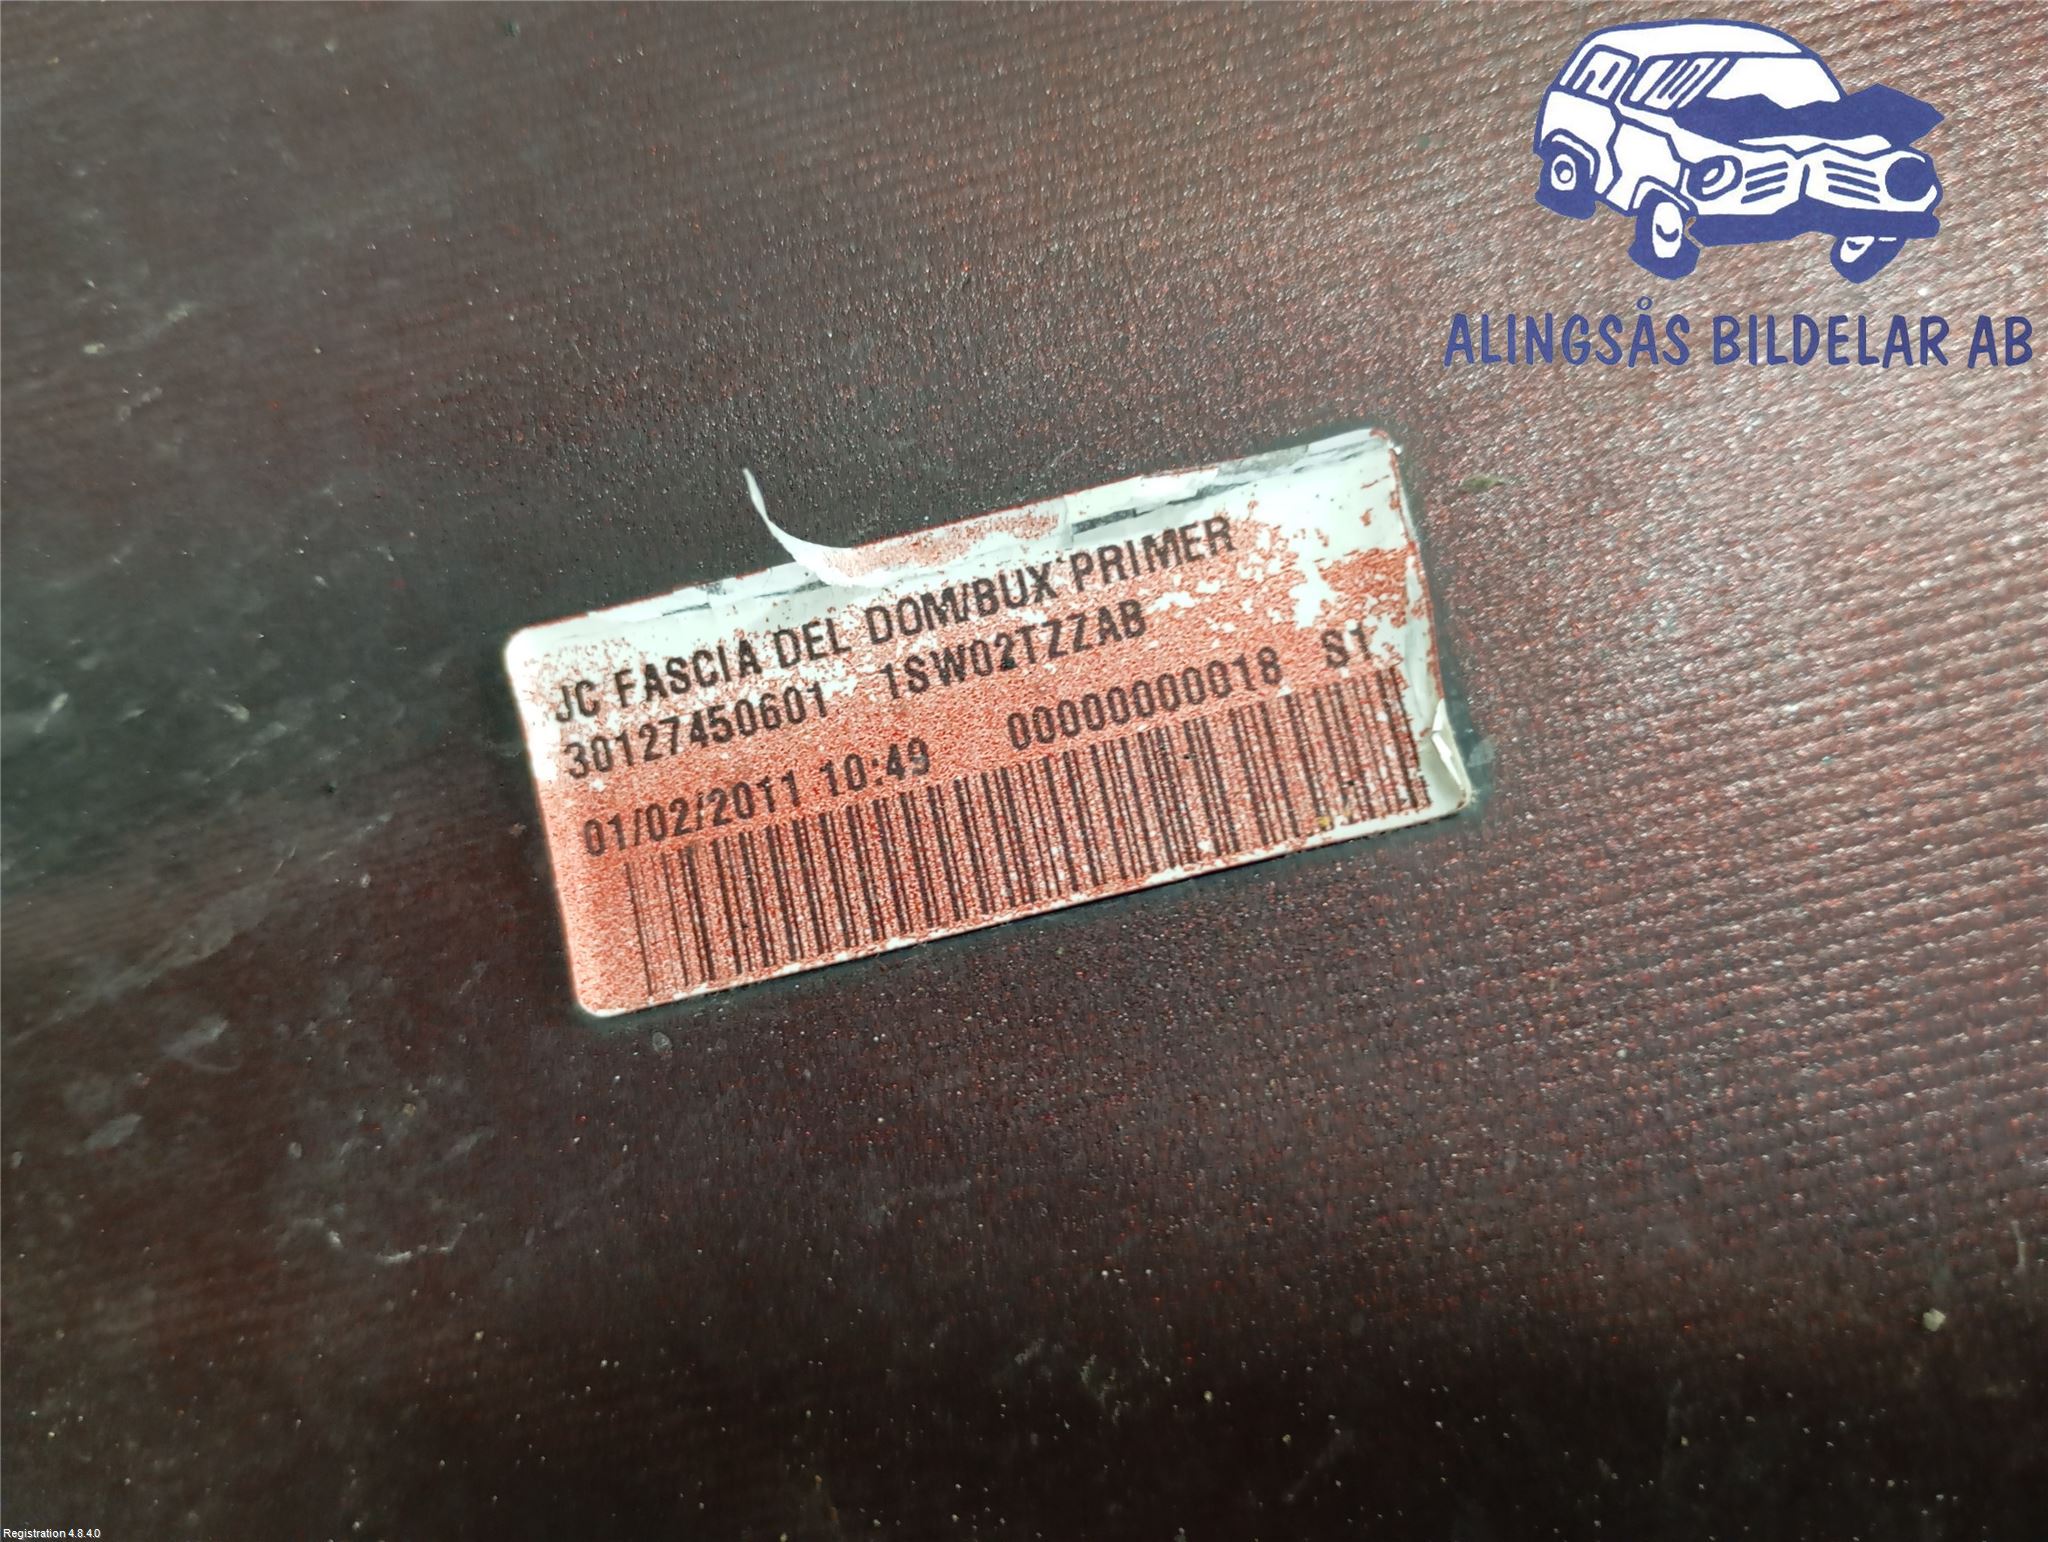 ALINGSÅS BILDELAR AB
JC FASCIA DEL DOM/BUX PRIMER
30127450601 1SW02TZZAB
01/02/2011 10:49 00000000018 S1
Registration 4.8.4.0